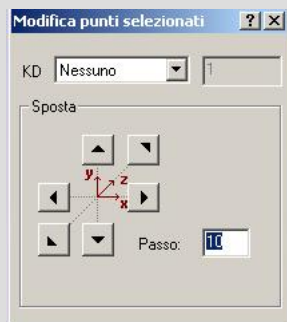 Modifica punti selezionati
KD Nessuno 1
Sposta
y
z
x
Passo: 10